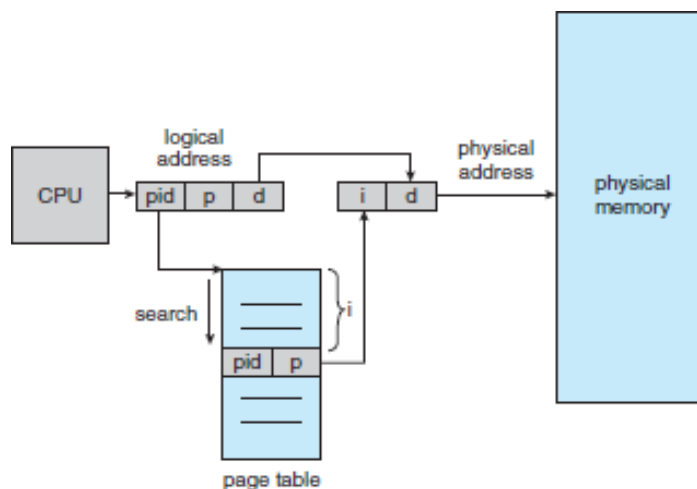 logical
address
physical
address
CPU
pid p d
i d
physical
memory
search
i
pid p
page table